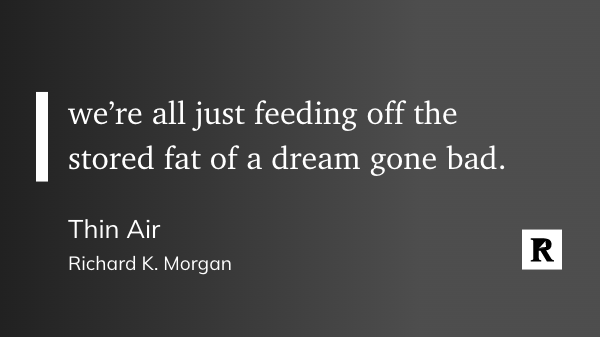 we’re all just feeding off the
stored fat of a dream gone bad.
Thin Air
Richard K. Morgan
R